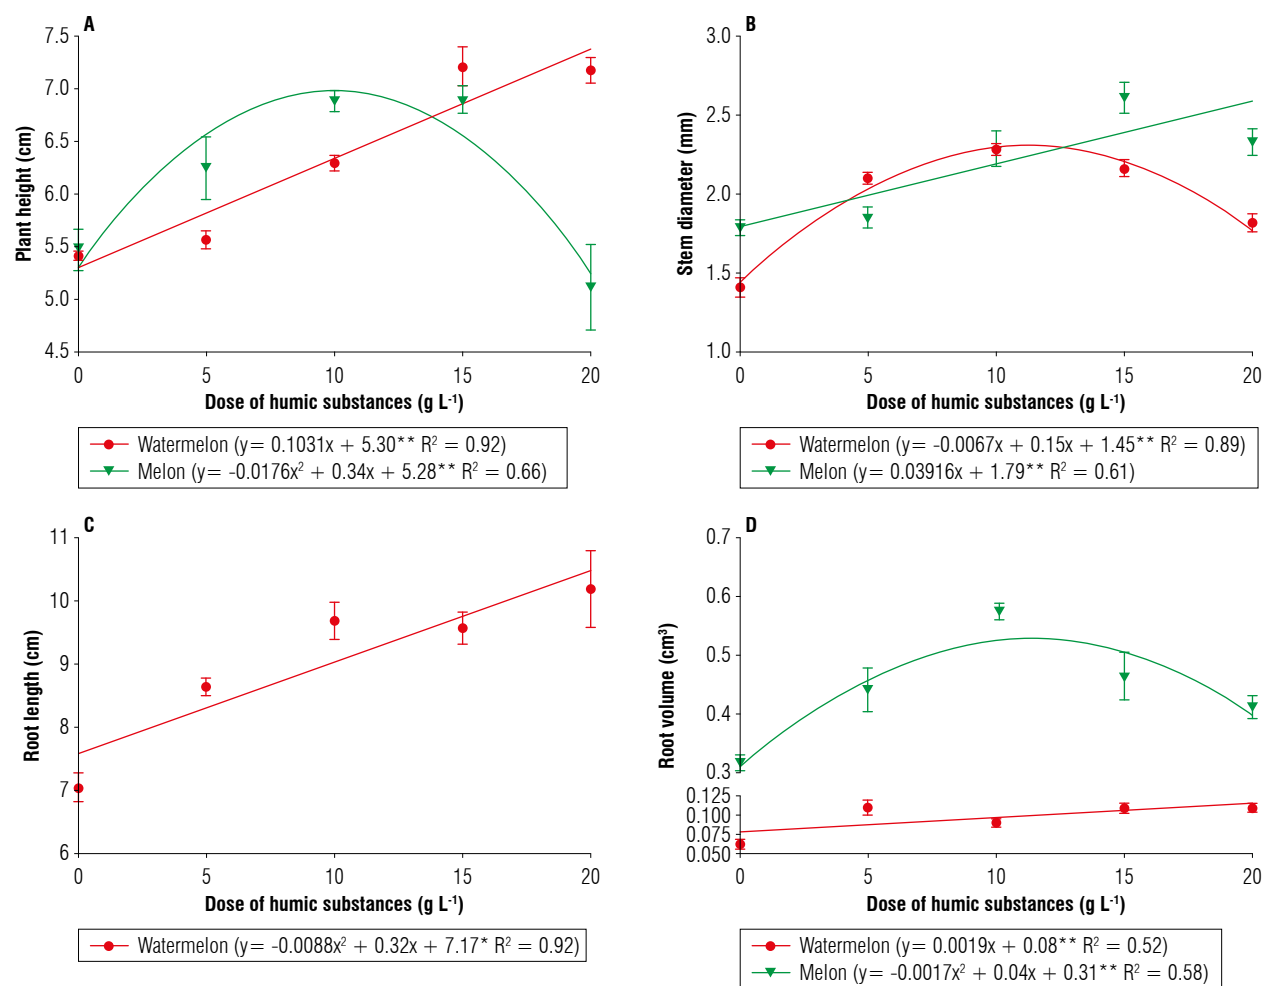 A
7.5
7.0
6.5
6.0
5.5
5.0
4.5
Plant height (cm)
0 5 10 15 20
Dose of humic substances (g L⁻¹)
Watermelon (y= 0.1031x + 5.30** R² = 0.92)
Melon (y= -0.0176x² + 0.34x + 5.28** R² = 0.66)
B
3.0
2.5
2.0
1.5
1.0
Stem diameter (mm)
0 5 10 15 20
Dose of humic substances (g L⁻¹)
Watermelon (y= -0.0067x + 0.15x + 1.45** R² = 0.89)
Melon (y= 0.03916x + 1.79** R² = 0.61)
C
11
10
9
8
7
6
Root length (cm)
0 5 10 15 20
Dose of humic substances (g L⁻¹)
Watermelon (y= -0.0088x² + 0.32x + 7.17* R² = 0.92)
D
0.7
0.6
0.5
0.4
0.3
0.125
0.100
0.075
0.050
Root volume (cm³)
0 5 10 15 20
Dose of humic substances (g L⁻¹)
Watermelon (y= 0.0019x + 0.08** R² = 0.52)
Melon (y= -0.0017x² + 0.04x + 0.31** R² = 0.58)